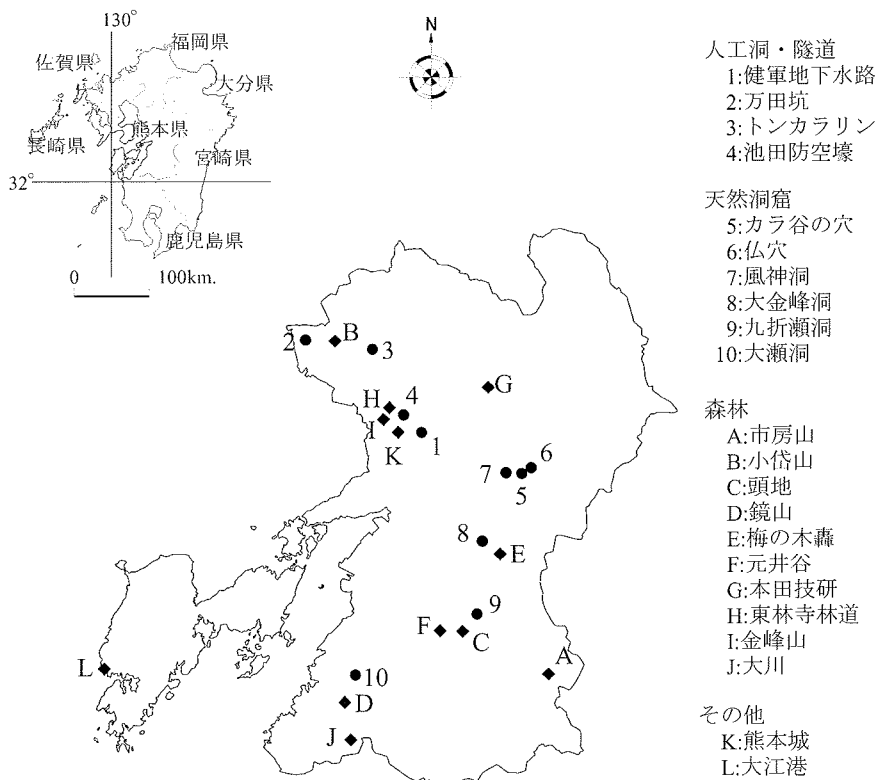 130°
福岡県
佐賀県
大分県
熊本県
長崎県
宮崎県
32°
鹿児島県
0 100km.
N
人工洞・隧道
1:健軍地下水路
2:万田坑
3:トンカラリン
4:池田防空壕
天然洞窟
5:カラ谷の穴
6:仏穴
7:風神洞
8:大金峰洞
9:九折瀬洞
10:大瀬洞
森林
A:市房山
B:小岱山
C:頭地
D:鏡山
E:梅の木轟
F:元井谷
G:本田技研
H:東林寺林道
I:金峰山
J:大川
その他
K:熊本城
L:大江港
2
B
3
G
H
4
I
K
1
7
6
5
8
E
9
F
C
A
L
10
D
J